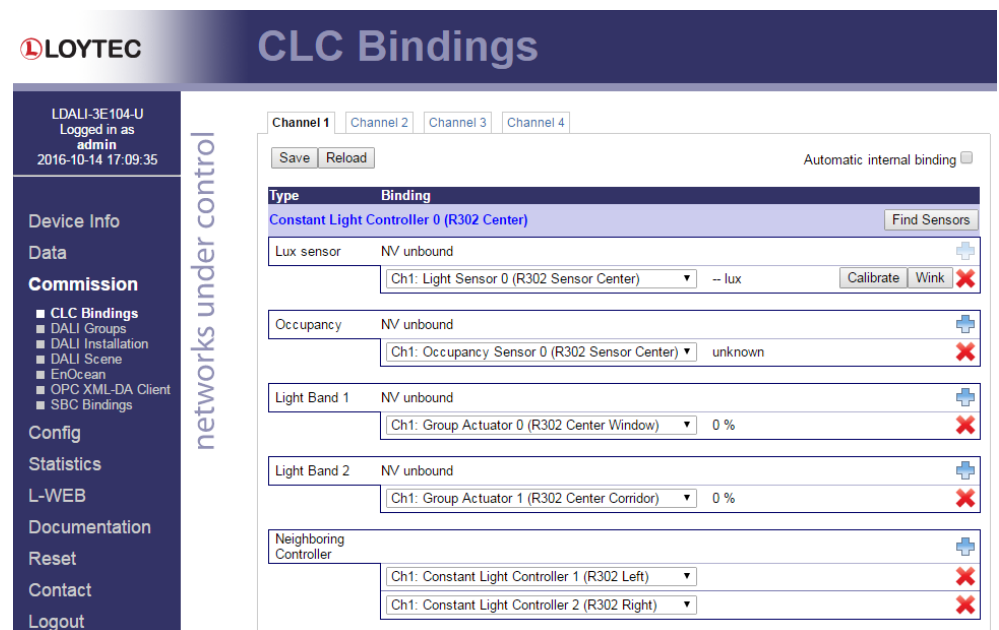 LOYTEC
CLC Bindings
LDALI-3E104-U
Logged in as
admin
2016-10-14 17:09:35
networks under control
Device Info
Data
Commission
CLC Bindings
DALI Groups
DALI Installation
DALI Scene
EnOcean
OPC XML-DA Client
SBC Bindings
Config
Statistics
L-WEB
Documentation
Reset
Contact
Logout
Channel 1 Channel 2 Channel 3 Channel 4
Save Reload Automatic internal binding
Type Binding
Constant Light Controller 0 (R302 Center) Find Sensors
Lux sensor NV unbound
Ch1: Light Sensor 0 (R302 Sensor Center) -- lux Calibrate Wink
Occupancy NV unbound
Ch1: Occupancy Sensor 0 (R302 Sensor Center) unknown
Light Band 1 NV unbound
Ch1: Group Actuator 0 (R302 Center Window) 0 %
Light Band 2 NV unbound
Ch1: Group Actuator 1 (R302 Center Corridor) 0 %
Neighboring
Controller
Ch1: Constant Light Controller 1 (R302 Left)
Ch1: Constant Light Controller 2 (R302 Right)